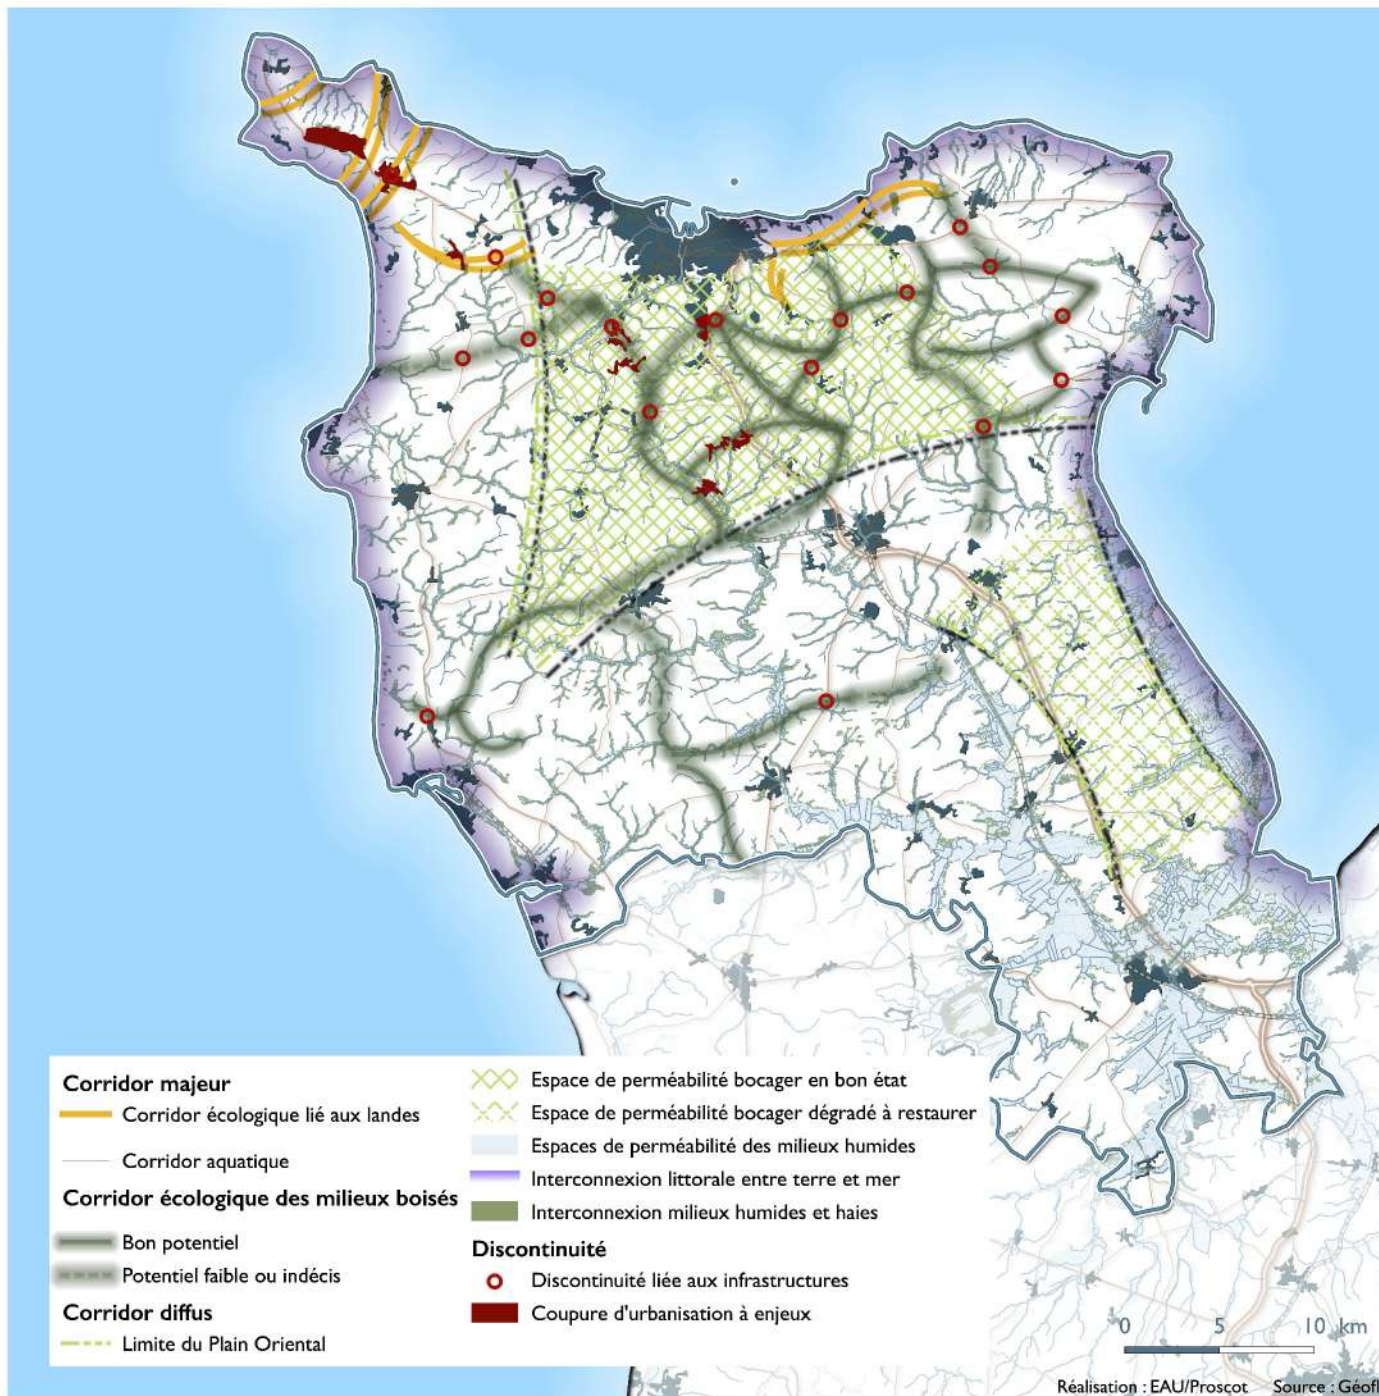 Corridor majeur
Corridor écologique lié aux landes
Corridor aquatique
Corridor écologique des milieux boisés
Bon potentiel
Potentiel faible ou indécis
Corridor diffus
Limite du Plain Oriental
Espace de perméabilité bocager en bon état
Espace de perméabilité bocager dégradé à restaurer
Espaces de perméabilité des milieux humides
Interconnexion littorale entre terre et mer
Interconnexion milieux humides et haies
Discontinuité
Discontinuité liée aux infrastructures
Coupure d'urbanisation à enjeux
0 5 10 km
Réalisation : EAU/Proscot Source : Géofl